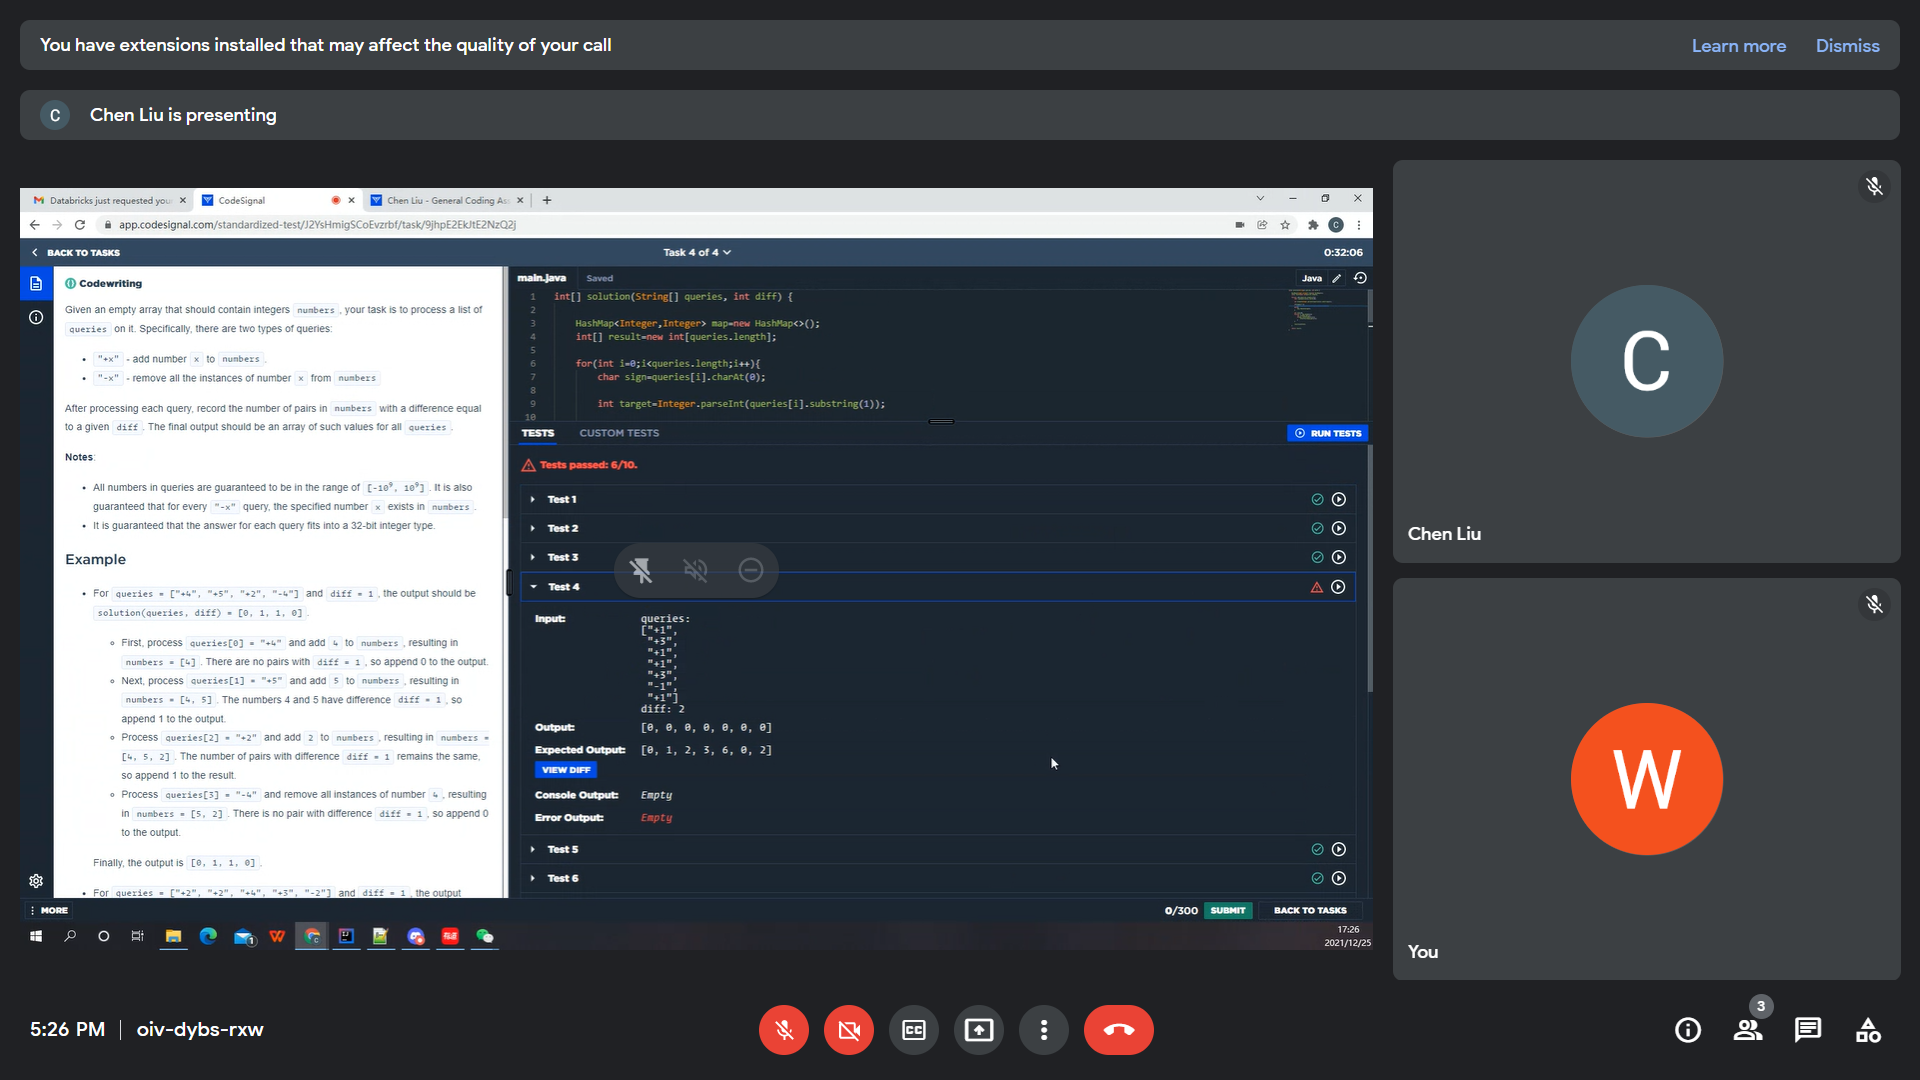 You have extensions installed that may affect the quality of your call
Learn more
Dismiss
C
Chen Liu is presenting
Databricks just requested you
CodeSignal
Chen Liu - General Coding Ass
app.codesignal.com/standardized-test/J2YsHmigSCoEvzrbf/task/9jhpE2EkJtE2NzQ2j
C
BACK TO TASKS
Task 4 of 4
0:32:06
Codewriting
Given an empty array that should contain integers numbers , your task is to process a list of
queries on it. Specifically, there are two types of queries:
• "+x" - add number x to numbers .
• "-x" - remove all the instances of number x from numbers
After processing each query, record the number of pairs in numbers with a difference equal
to a given diff . The final output should be an array of such values for all queries .
Notes:
• All numbers in queries are guaranteed to be in the range of [-10⁹, 10⁹] . It is also
guaranteed that for every "-x" query, the specified number x exists in numbers .
• It is guaranteed that the answer for each query fits into a 32-bit integer type.
Example
• For queries = ["+4", "+5", "+2", "-4"] and diff = 1 , the output should be
solution(queries, diff) = [0, 1, 1, 0] .
First, process queries[0] = "+4" and add 4 to numbers , resulting in
numbers = [4] . There are no pairs with diff = 1 , so append 0 to the output.
Next, process queries[1] = "+5" and add 5 to numbers , resulting in
numbers = [4, 5] . The numbers 4 and 5 have difference diff = 1 , so
append 1 to the output.
Process queries[2] = "+2" and add 2 to numbers , resulting in numbers =
[4, 5, 2] . The number of pairs with difference diff = 1 remains the same,
so append 1 to the result.
Process queries[3] = "-4" and remove all instances of number 4 , resulting
in numbers = [5, 2] . There is no pair with difference diff = 1 , so append 0
to the output.
Finally, the output is [0, 1, 1, 0] .
• For queries = ["+2", "+2", "+4", "+3", "-2"] and diff = 1 , the output
MORE
main.java
Saved
Java
1 int[] solution(String[] queries, int diff) {
2
3 HashMap<Integer,Integer> map=new HashMap<>();
4 int[] result=new int[queries.length];
5
6 for(int i=0;i<queries.length;i++){
7 char sign=queries[i].charAt(0);
8
9 int target=Integer.parseInt(queries[i].substring(1));
10
TESTS
CUSTOM TESTS
RUN TESTS
Tests passed: 6/10.
Test 1
Test 2
Test 3
Test 4
Input:
queries:
["+1",
"+3",
"+1",
"+1",
"+3",
"-1",
"+1"]
diff: 2
Output:
[0, 0, 0, 0, 0, 0, 0]
Expected Output:
[0, 1, 2, 3, 6, 0, 2]
VIEW DIFF
Console Output:
Empty
Error Output:
Empty
Test 5
Test 6
0/300
SUBMIT
BACK TO TASKS
1
17:26
2021/12/25
C
Chen Liu
W
You
5:26 PM | oiv-dybs-rxw
CC
3